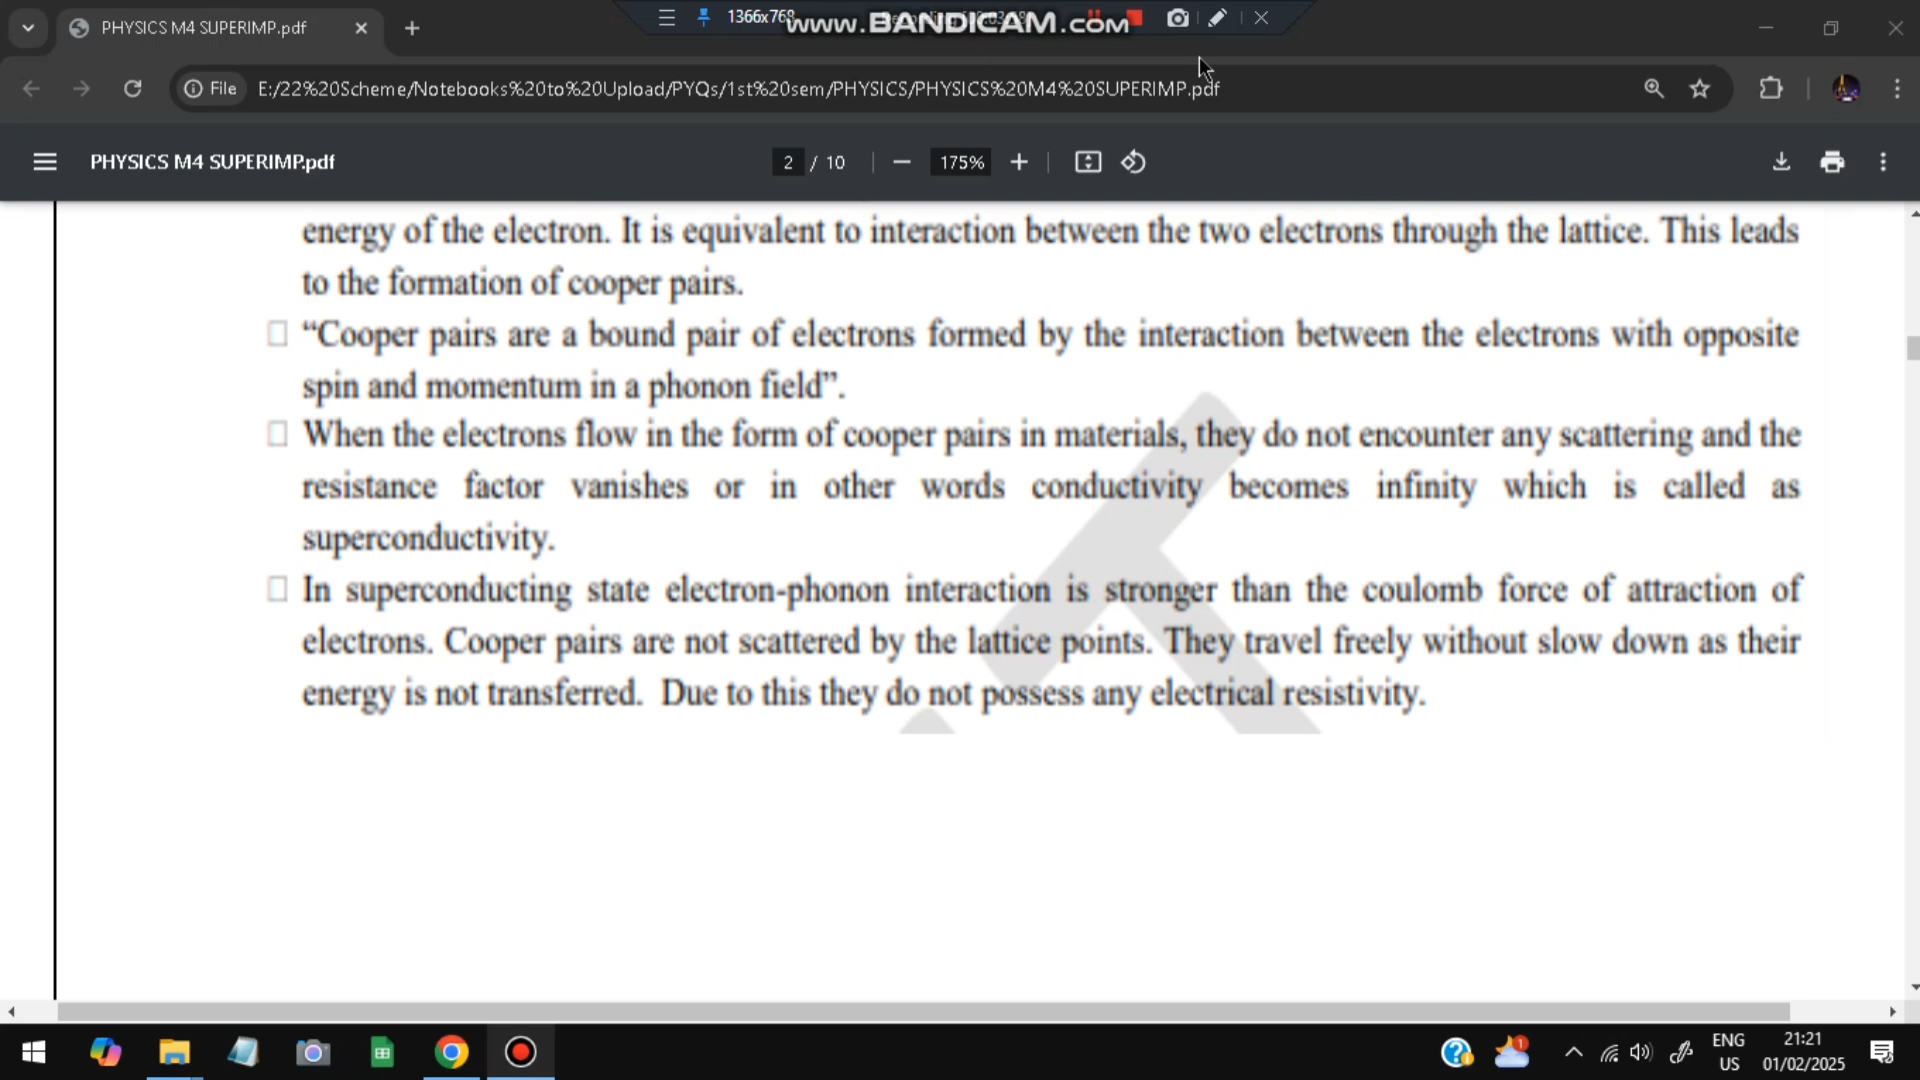 PHYSICS M4 SUPERIMP.pdf
1366x768
www.BANDICAM.com
File
E:/22%20Scheme/Notebooks%20to%20Upload/PYQs/1st%20sem/PHYSICS/PHYSICS%20M4%20SUPERIMP.pdf
PHYSICS M4 SUPERIMP.pdf
2 / 10
175%
energy of the electron. It is equivalent to interaction between the two electrons through the lattice. This leads
to the formation of cooper pairs.
“Cooper pairs are a bound pair of electrons formed by the interaction between the electrons with opposite
spin and momentum in a phonon field”.
When the electrons flow in the form of cooper pairs in materials, they do not encounter any scattering and the
resistance factor vanishes or in other words conductivity becomes infinity which is called as
superconductivity.
In superconducting state electron-phonon interaction is stronger than the coulomb force of attraction of
electrons. Cooper pairs are not scattered by the lattice points. They travel freely without slow down as their
energy is not transferred. Due to this they do not possess any electrical resistivity.
1
ENG
US
21:21
01/02/2025